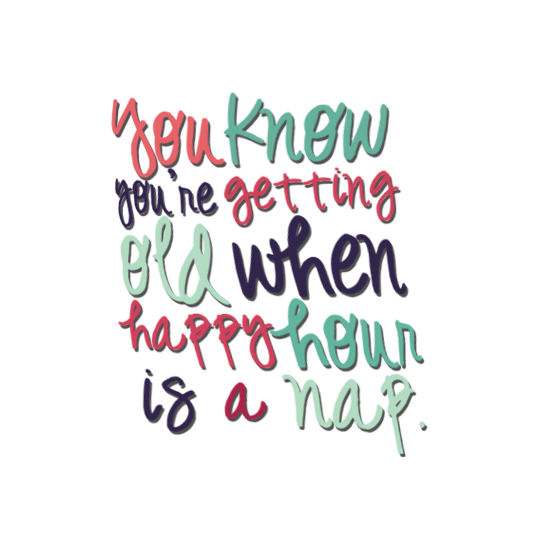 you know
you're getting
old when
happy hour
is a nap.